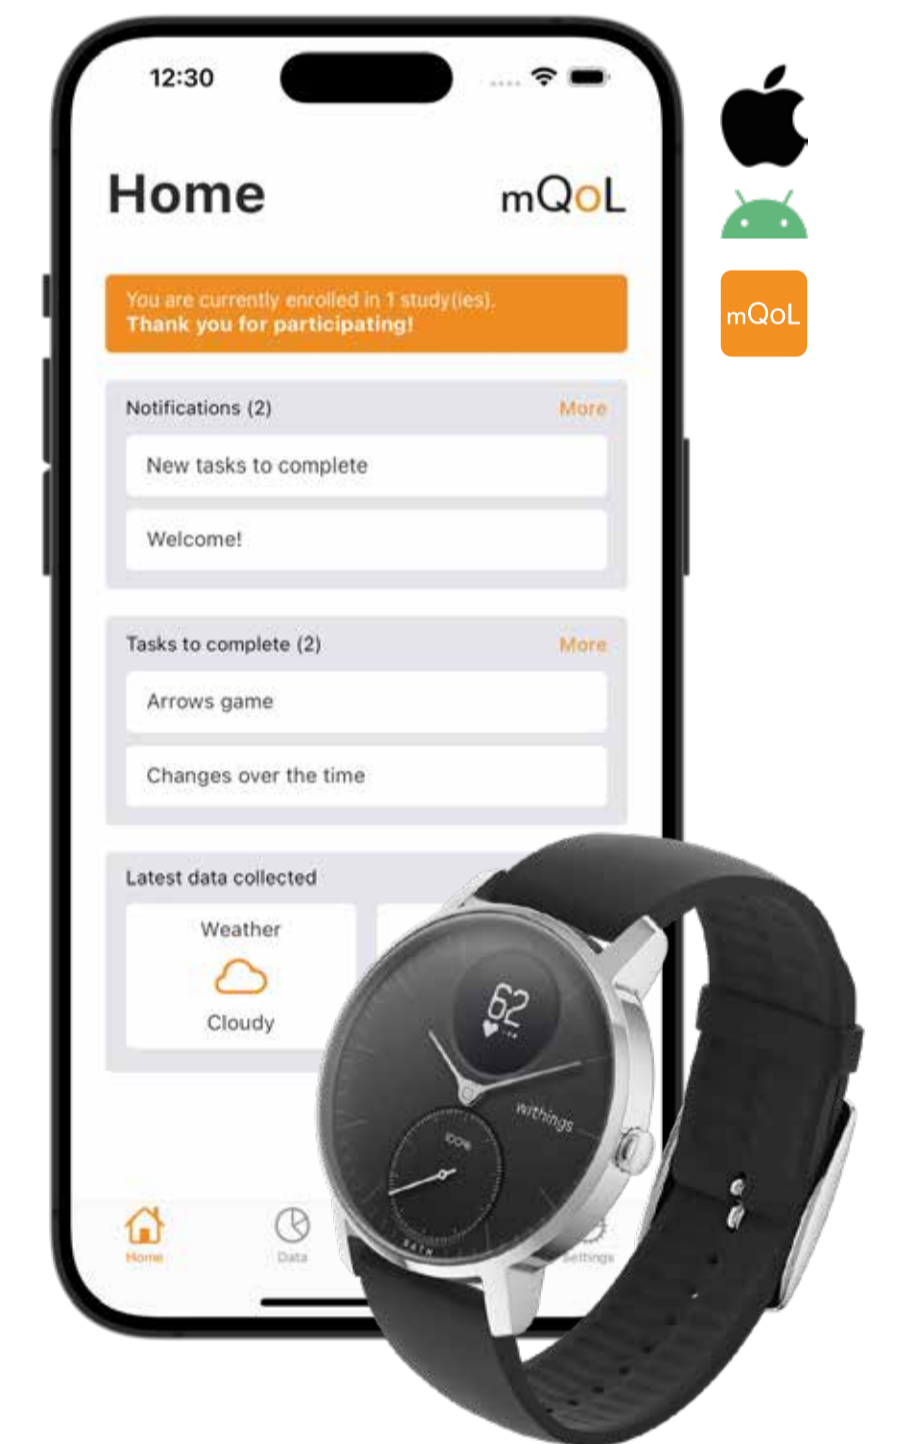 12:30
Home
mQoL
You are currently enrolled in 1 study(ies).
Thank you for participating!
Notifications (2)
More
New tasks to complete
Welcome!
Tasks to complete (2)
More
Arrows game
Changes over the time
Latest data collected
Weather
Cloudy
62
withings
100%
Home
Data
Settings
mQoL